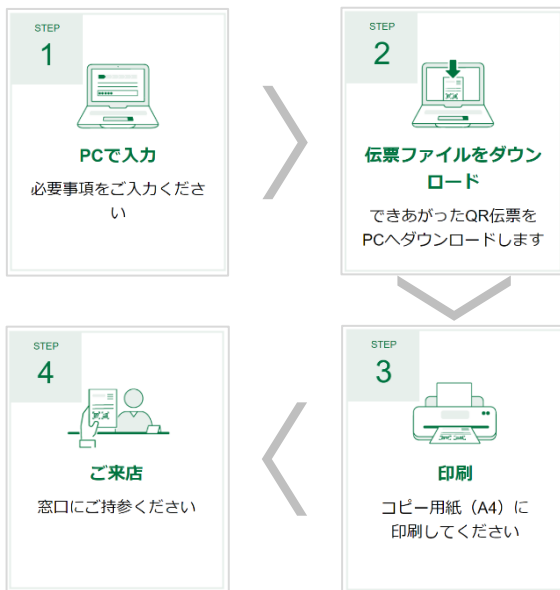 STEP
1
PCで入力
必要事項をご入力くださ
い
STEP
2
伝票ファイルをダウン
ロード
できあがったQR伝票を
PCへダウンロードします
STEP
3
印刷
コピー用紙（A4）に
印刷してください
STEP
4
ご来店
窓口にご持参ください